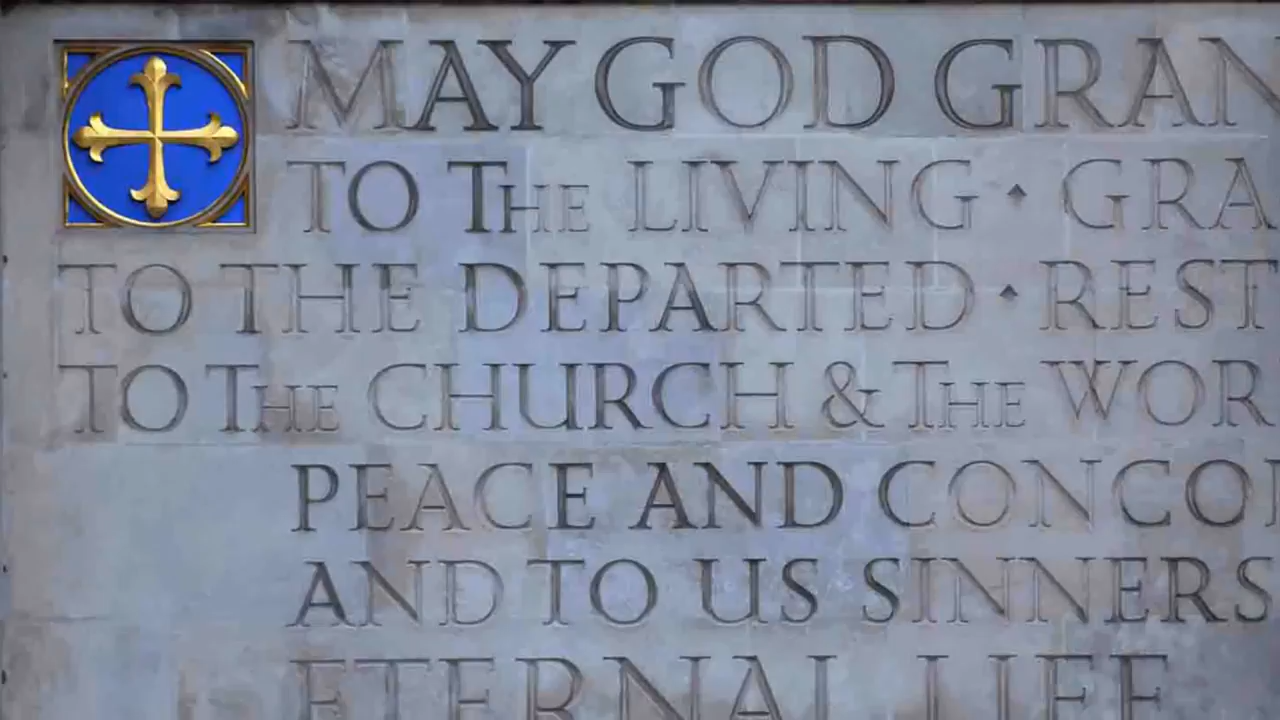 MAY GOD GRAN
TO THE LIVING · GRA
TO THE DEPARTED · REST
TO THE CHURCH & THE WOR
PEACE AND CONCO
AND TO US SINNERS
ETERNAL LIFE